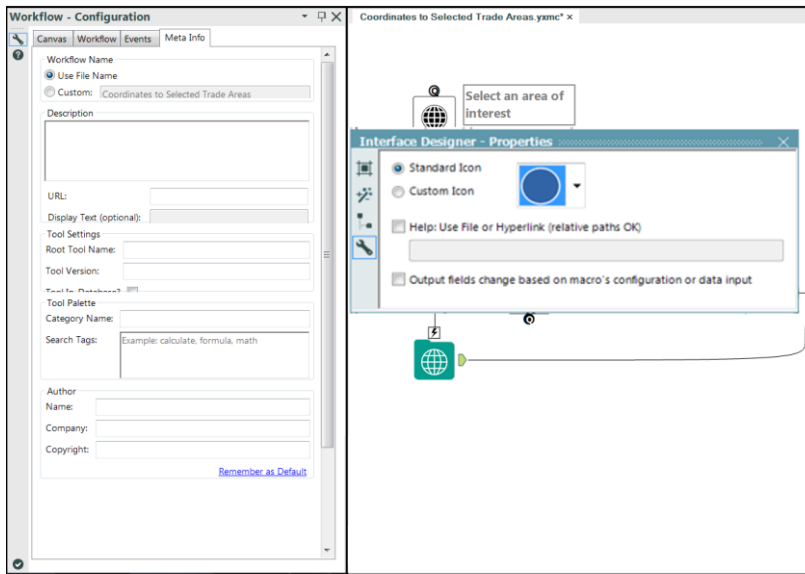 Workflow - Configuration
Canvas Workflow Events Meta Info
Workflow Name
Use File Name
Custom: Coordinates to Selected Trade Areas
Description
URL:
Display Text (optional):
Tool Settings
Root Tool Name:
Tool Version:
Tool In-Database?
Tool Palette
Category Name:
Search Tags: Example: calculate, formula, math
Author
Name:
Company:
Copyright:
Remember as Default
Coordinates to Selected Trade Areas.yxmc* ×
Q
Select an area of
interest
Interface Designer - Properties
Standard Icon
Custom Icon
Help: Use File or Hyperlink (relative paths OK)
Output fields change based on macro's configuration or data input
Q